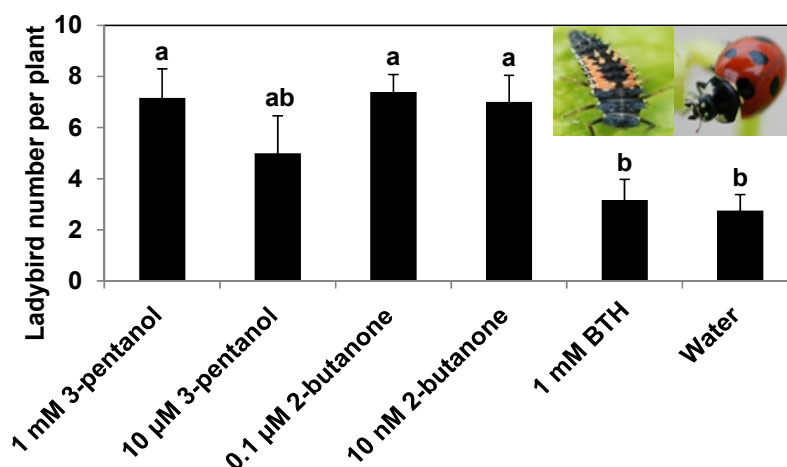 Ladybird number per plant
10
8
6
4
2
0
a
ab
a
a
b
b
1 mM 3-pentanol
10 µM 3-pentanol
0.1 µM 2-butanone
10 nM 2-butanone
1 mM BTH
Water